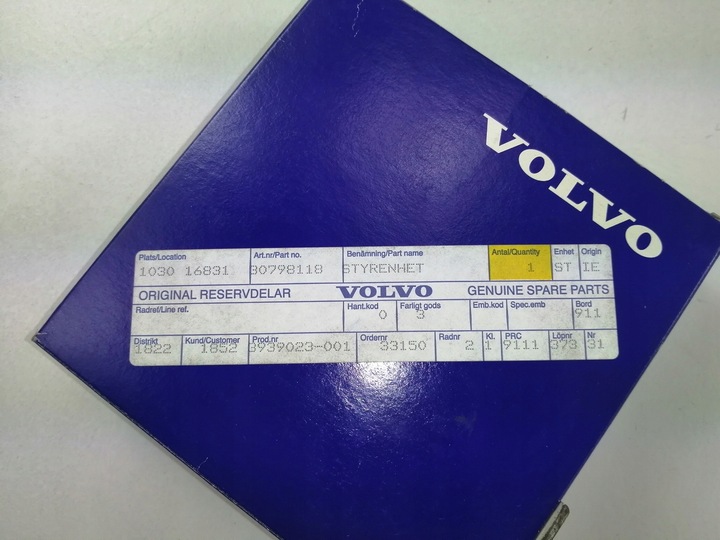 VOLVO
Plats/Location Art.nr/Part no. Benämning/Part name Antal/Quantity Enhet Origin
1030 16831 30798118 STYRENHET 1 ST IE
ORIGINAL RESERVDELAR VOLVO GENUINE SPARE PARTS
Radref/Line ref. Hant.kod Farligt gods Emb.kod Spec.emb Bord
0 3 911
Distrikt Kund/Customer Prod.nr Ordernr Radnr Kl. PRC Löpnr Nr
1822 1852 3939023-001 33150 2 1 9111 373 31